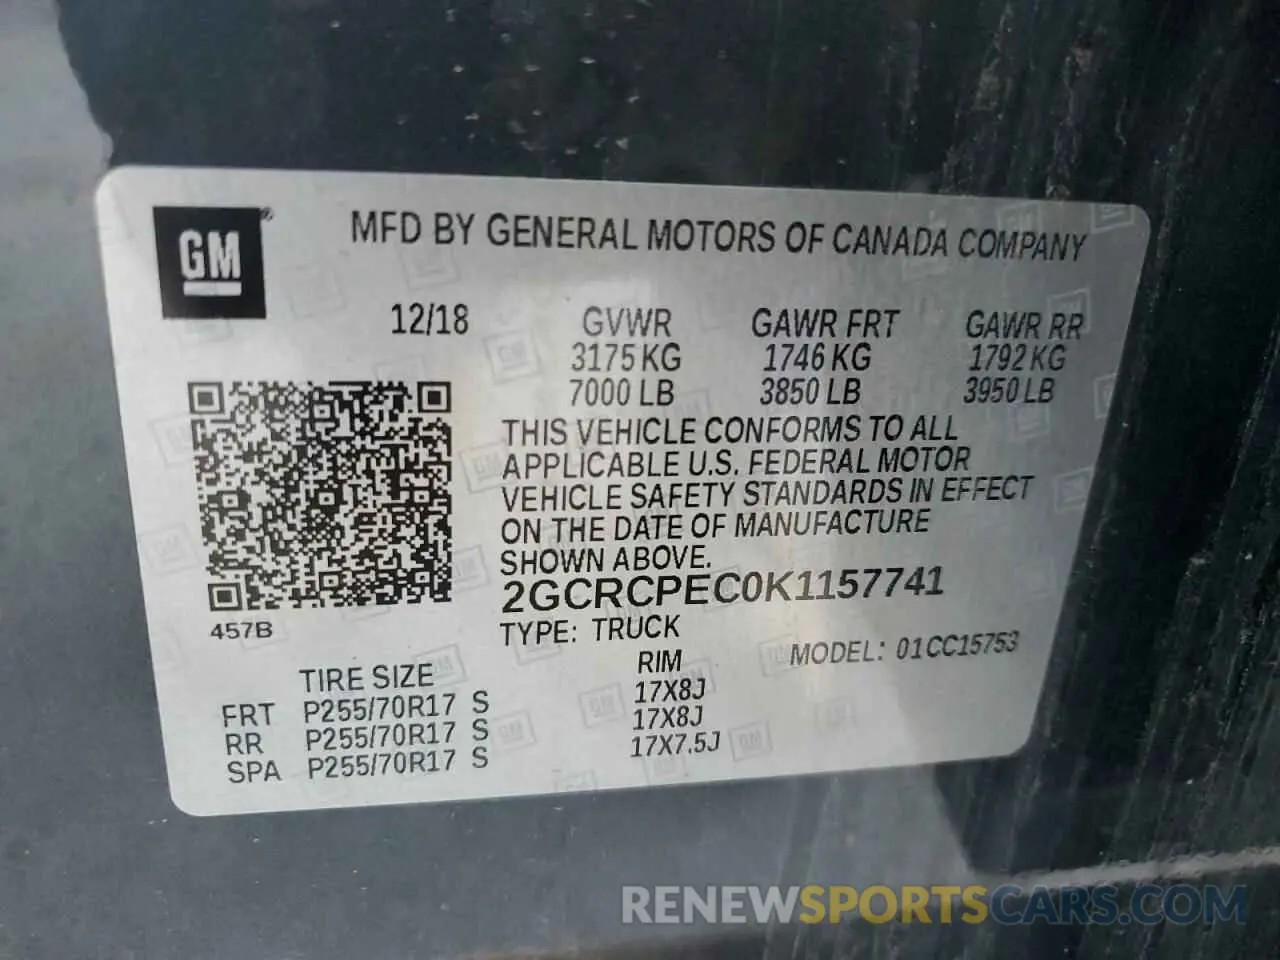 GM®
MFD BY GENERAL MOTORS OF CANADA COMPANY
12/18 GVWR GAWR FRT GAWR RR
3175 KG 1746 KG 1792 KG
7000 LB 3850 LB 3950 LB
THIS VEHICLE CONFORMS TO ALL
APPLICABLE U.S. FEDERAL MOTOR
VEHICLE SAFETY STANDARDS IN EFFECT
ON THE DATE OF MANUFACTURE
SHOWN ABOVE.
2GCRCPEC0K1157741
457B
TYPE: TRUCK MODEL: 01CC15753
TIRE SIZE RIM
FRT P255/70R17 S 17X8J
RR P255/70R17 S 17X8J
SPA P255/70R17 S 17X7.5J
RENEWSPORTSCARS.COM